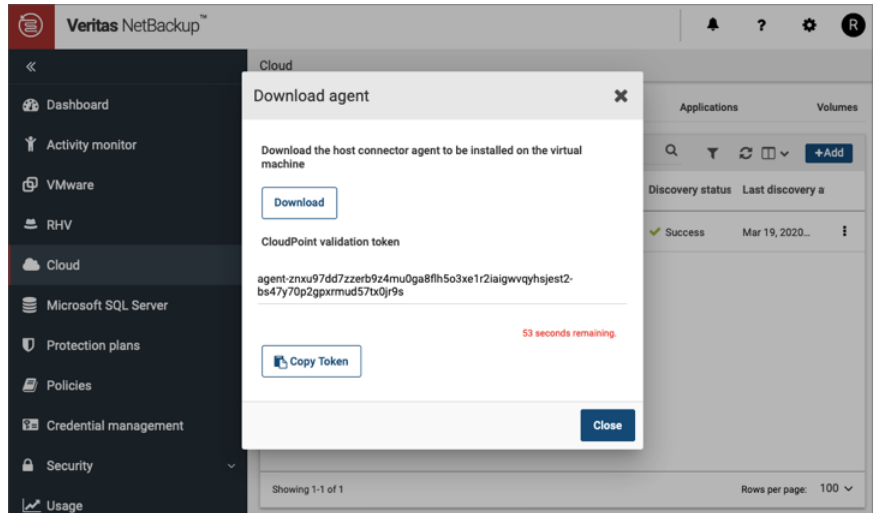 Veritas NetBackup™
?
R
«
Cloud
Dashboard
Activity monitor
VMware
RHV
Cloud
Microsoft SQL Server
Protection plans
Policies
Credential management
Security
Usage
Download agent
Download the host connector agent to be installed on the virtual
machine
Download
CloudPoint validation token
agent-znxu97dd7zzerb9z4mu0ga8flh5o3xe1r2iaigwvqyhsjest2-
bs47y70p2gpxrmud57tx0jr9s
53 seconds remaining.
Copy Token
Close
Applications Volumes
+Add
Discovery status Last discovery a
Success Mar 19, 2020...
Showing 1-1 of 1 Rows per page: 100